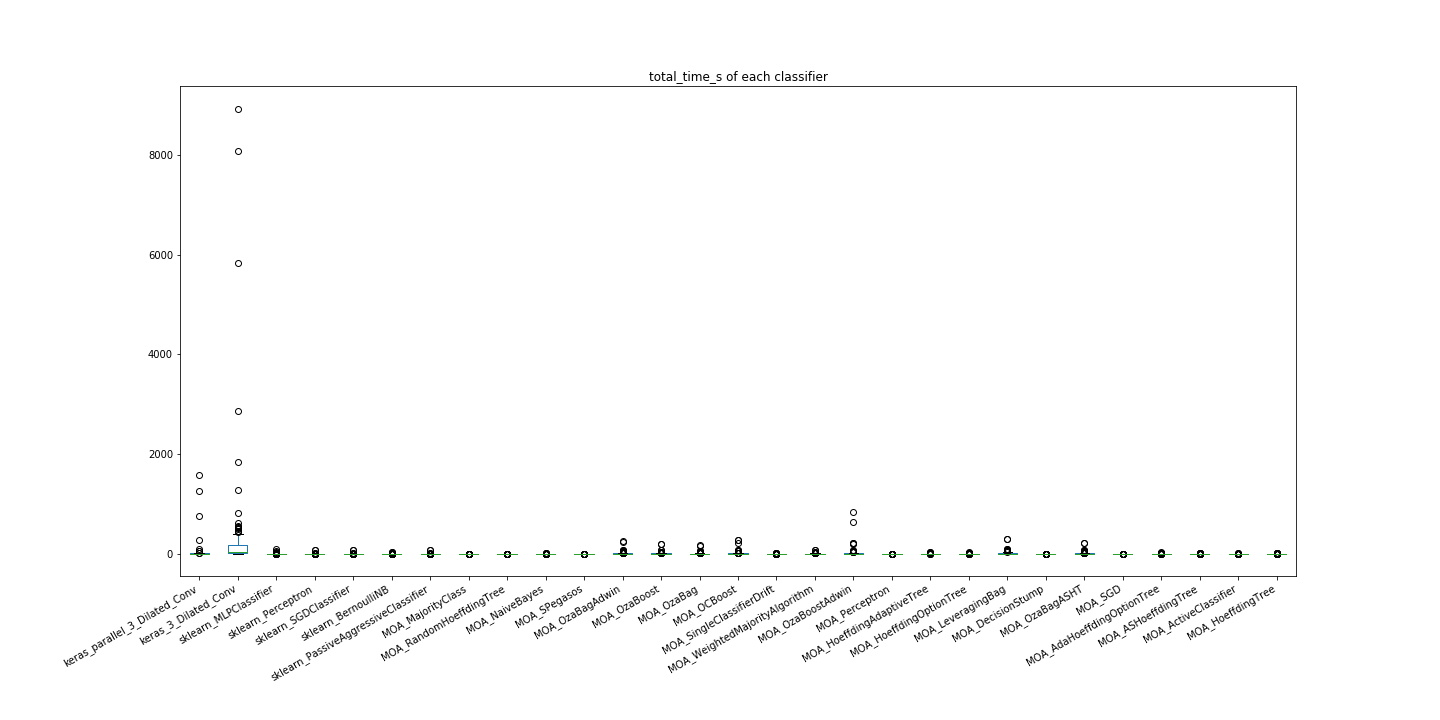 total_time_s of each classifier
8000
6000
4000
2000
0
keras_parallel_3_Dilated_Conv
keras_3_Dilated_Conv
sklearn_MLPClassifier
sklearn_Perceptron
sklearn_SGDClassifier
sklearn_BernoulliNB
sklearn_PassiveAggressiveClassifier
MOA_MajorityClass
MOA_RandomHoeffdingTree
MOA_NaiveBayes
MOA_SPegasos
MOA_OzaBagAdwin
MOA_OzaBoost
MOA_OzaBag
MOA_OCBoost
MOA_SingleClassifierDrift
MOA_WeightedMajorityAlgorithm
MOA_OzaBoostAdwin
MOA_Perceptron
MOA_HoeffdingAdaptiveTree
MOA_HoeffdingOptionTree
MOA_LeveragingBag
MOA_DecisionStump
MOA_OzaBagASHT
MOA_SGD
MOA_AdaHoeffdingOptionTree
MOA_ASHoeffdingTree
MOA_ActiveClassifier
MOA_HoeffdingTree